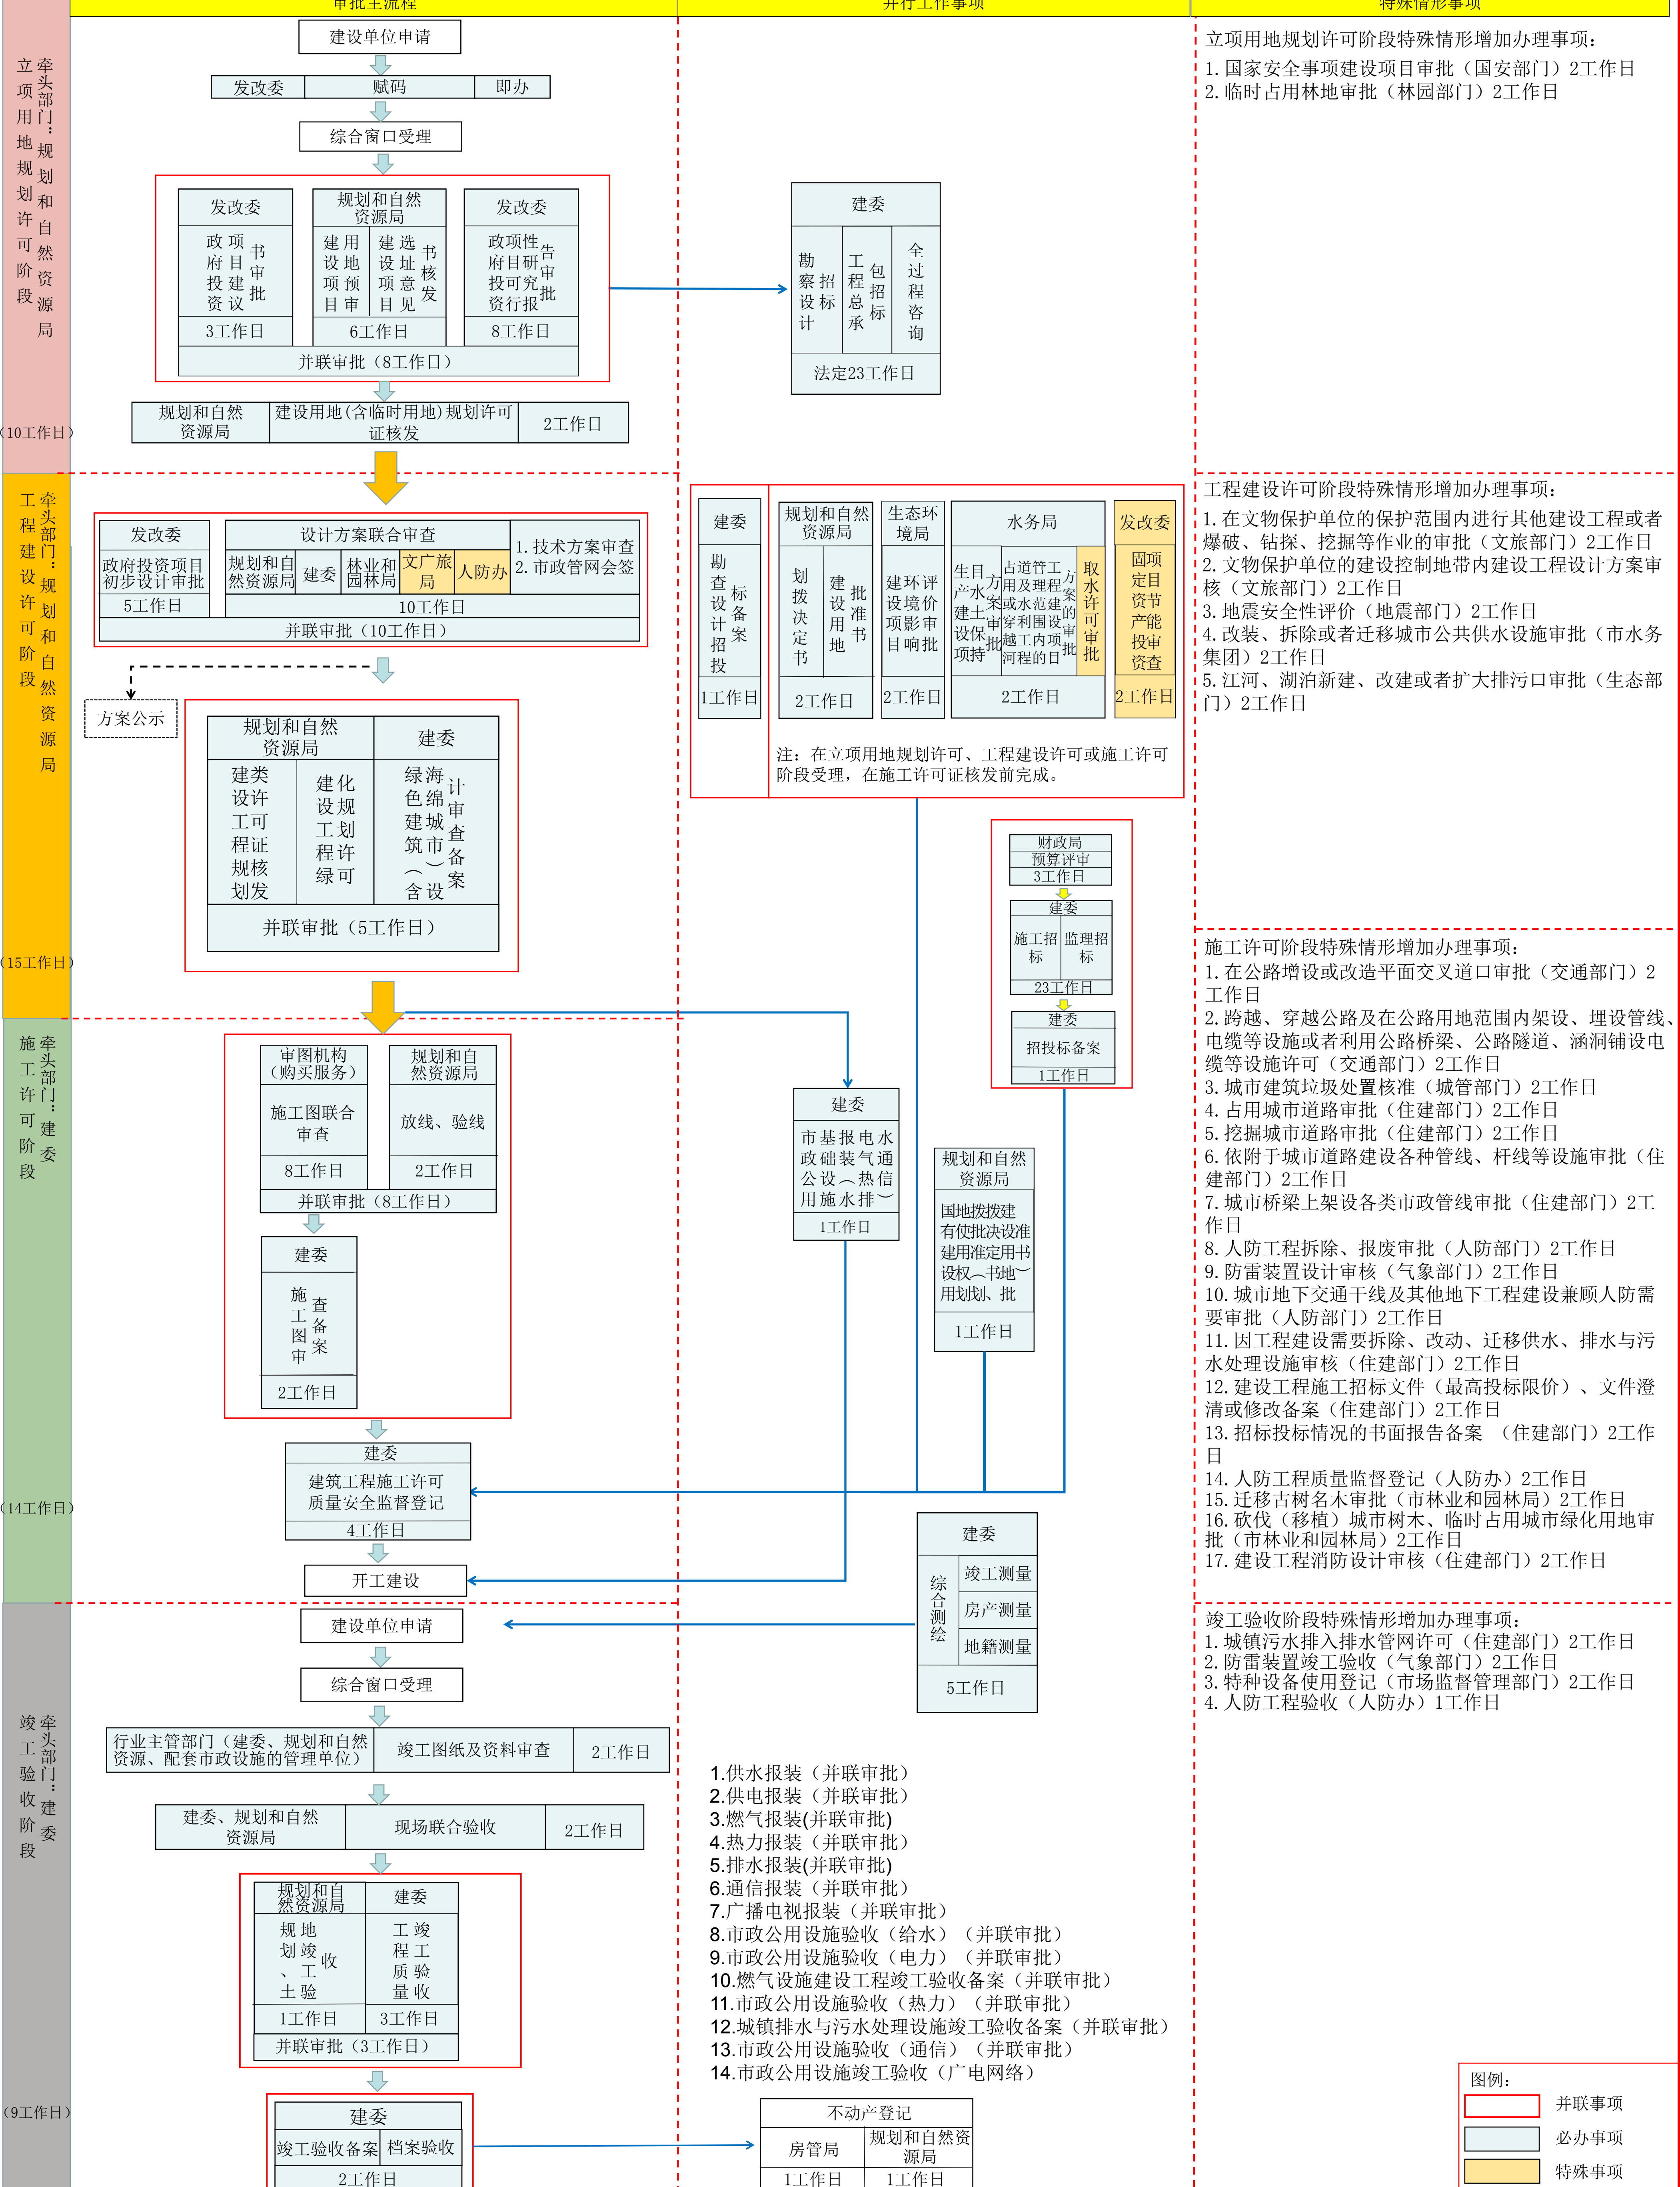 审批主流程
并行工作事项
特殊情形事项
立项用地规划许可阶段
牵头部门：规划和自然资源局
(10工作日)
建设单位申请
发改委 赋码 即办
综合窗口受理
发改委
政府投资项目建议书审批
3工作日
规划和自然
资源局
建设项目用地预审
建设项目选址意见书核发
6工作日
发改委
政府投资项目可行性研究报告审批
8工作日
并联审批（8工作日）
规划和自然
资源局
建设用地(含临时用地)规划许可
证核发
2工作日
建委
勘察设计招标
工程总承包招标
全过程咨询
法定23工作日
立项用地规划许可阶段特殊情形增加办理事项：
1.国家安全事项建设项目审批（国安部门）2工作日
2.临时占用林地审批（林园部门）2工作日
工程建设许可阶段
牵头部门：规划和自然资源局
(15工作日)
发改委
政府投资项目
初步设计审批
5工作日
设计方案联合审查
规划和自
然资源局
建委
林业和
园林局
文广旅
局
人防办
1.技术方案审查
2.市政管网会签
10工作日
并联审批（10工作日）
方案公示
规划和自然
资源局
建设工程规划类许可证核发
建设工程绿化规划许可
建委
绿色建筑（含海绵城市）设计审查备案
并联审批（5工作日）
建委
勘查设计招投标备案
1工作日
规划和自然
资源局
划拨决定书
建设用地批准书
2工作日
生态环
境局
建设项目环境影响评价审批
2工作日
水务局
生产建设项目水土保持方案审批
占用或穿越河道管理范围内及水利工程的工程建设项目方案的审批
取水许可审批
2工作日
发改委
固定资产投资项目节能审查
2工作日
注：在立项用地规划许可、工程建设许可或施工许可
阶段受理，在施工许可证核发前完成。
财政局
预算评审
3工作日
建委
施工招
标
监理招
标
23工作日
建委
招投标备案
1工作日
工程建设许可阶段特殊情形增加办理事项：
1.在文物保护单位的保护范围内进行其他建设工程或者
爆破、钻探、挖掘等作业的审批（文旅部门）2工作日
2.文物保护单位的建设控制地带内建设工程设计方案审
核（文旅部门）2工作日
3.地震安全性评价（地震部门）2工作日
4.改装、拆除或者迁移城市公共供水设施审批（市水务
集团）2工作日
5.江河、湖泊新建、改建或者扩大排污口审批（生态部
门）2工作日
施工许可阶段
牵头部门：建委
(14工作日)
审图机构
（购买服务）
施工图联合
审查
8工作日
规划和自
然资源局
放线、验线
2工作日
并联审批（8工作日）
建委
施工图审查备案
2工作日
建委
建筑工程施工许可
质量安全监督登记
4工作日
开工建设
建委
市政公用基础设施报装（水电气热排水通信）
1工作日
规划和自然
资源局
国有建设用地使用权划拨批准（划拨决定书、建设用地批准书）
1工作日
施工许可阶段特殊情形增加办理事项：
1.在公路增设或改造平面交叉道口审批（交通部门）2
工作日
2.跨越、穿越公路及在公路用地范围内架设、埋设管线、
电缆等设施或者利用公路桥梁、公路隧道、涵洞铺设电
缆等设施许可（交通部门）2工作日
3.城市建筑垃圾处置核准（城管部门）2工作日
4.占用城市道路审批（住建部门）2工作日
5.挖掘城市道路审批（住建部门）2工作日
6.依附于城市道路建设各种管线、杆线等设施审批（住
建部门）2工作日
7.城市桥梁上架设各类市政管线审批（住建部门）2工
作日
8.人防工程拆除、报废审批（人防部门）2工作日
9.防雷装置设计审核（气象部门）2工作日
10.城市地下交通干线及其他地下工程建设兼顾人防需
要审批（人防部门）2工作日
11.因工程建设需要拆除、改动、迁移供水、排水与污
水处理设施审核（住建部门）2工作日
12.建设工程施工招标文件（最高投标限价）、文件澄
清或修改备案（住建部门）2工作日
13.招标投标情况的书面报告备案 （住建部门）2工作
日
14.人防工程质量监督登记（人防办）2工作日
15.迁移古树名木审批（市林业和园林局）2工作日
16.砍伐（移植）城市树木、临时占用城市绿化用地审
批（市林业和园林局）2工作日
17.建设工程消防设计审核（住建部门）2工作日
竣工验收阶段
牵头部门：建委
(9工作日)
建设单位申请
综合窗口受理
行业主管部门（建委、规划和自然
资源、配套市政设施的管理单位）
竣工图纸及资料审查
2工作日
建委、规划和自然
资源局
现场联合验收
2工作日
规划和自
然资源局
规划、土地竣工验收
1工作日
建委
工程质量竣工验收
3工作日
并联审批（3工作日）
建委
竣工验收备案
档案验收
2工作日
建委
综合测绘
竣工测量
房产测量
地籍测量
5工作日
1.供水报装（并联审批）
2.供电报装（并联审批）
3.燃气报装(并联审批)
4.热力报装（并联审批）
5.排水报装(并联审批)
6.通信报装（并联审批）
7.广播电视报装（并联审批）
8.市政公用设施验收（给水）（并联审批）
9.市政公用设施验收（电力）（并联审批）
10.燃气设施建设工程竣工验收备案（并联审批）
11.市政公用设施验收（热力）（并联审批）
12.城镇排水与污水处理设施竣工验收备案（并联审批）
13.市政公用设施验收（通信）（并联审批）
14.市政公用设施竣工验收（广电网络）
不动产登记
房管局
规划和自然资
源局
1工作日
1工作日
竣工验收阶段特殊情形增加办理事项：
1.城镇污水排入排水管网许可（住建部门）2工作日
2.防雷装置竣工验收（气象部门）2工作日
3.特种设备使用登记（市场监督管理部门）2工作日
4.人防工程验收（人防办）1工作日
图例：
并联事项
必办事项
特殊事项